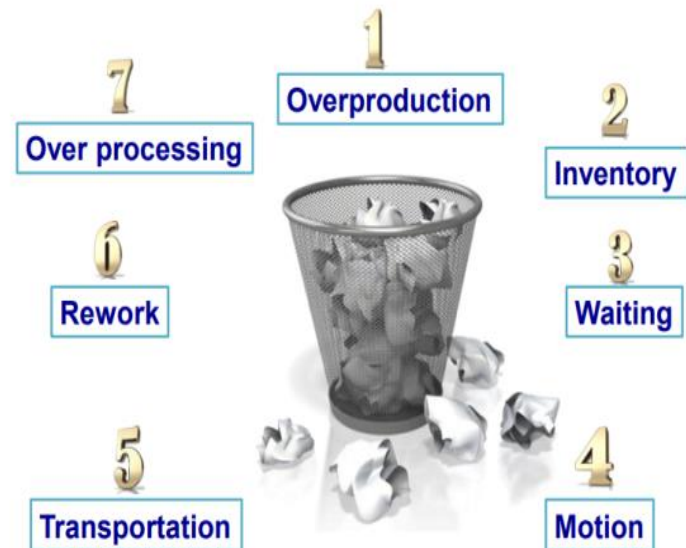 1
Overproduction
2
Inventory
3
Waiting
4
Motion
5
Transportation
6
Rework
7
Over processing